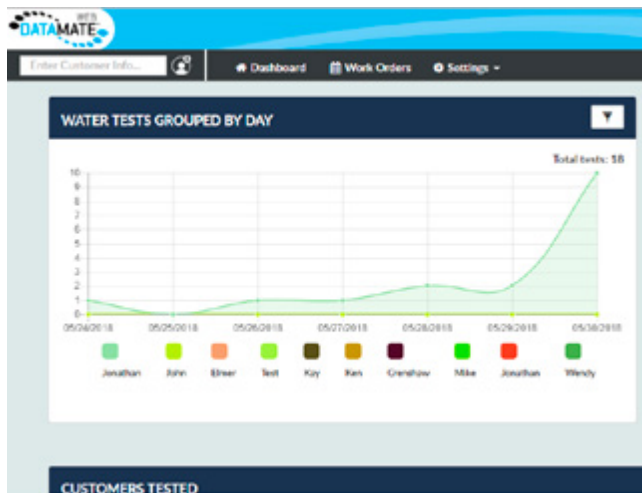 WEB
DATAMATE
Enter Customer Info...
Dashboard
Work Orders
Settings
WATER TESTS GROUPED BY DAY
Total tests: 18
10
9
8
7
6
5
4
3
2
1
0
05/24/2018 05/25/2018 05/26/2018 05/27/2018 05/28/2018 05/29/2018 05/30/2018
Jonathan John Elmer Test Kay Ken Crenshaw Mike Jonathan Wendy
CUSTOMERS TESTED